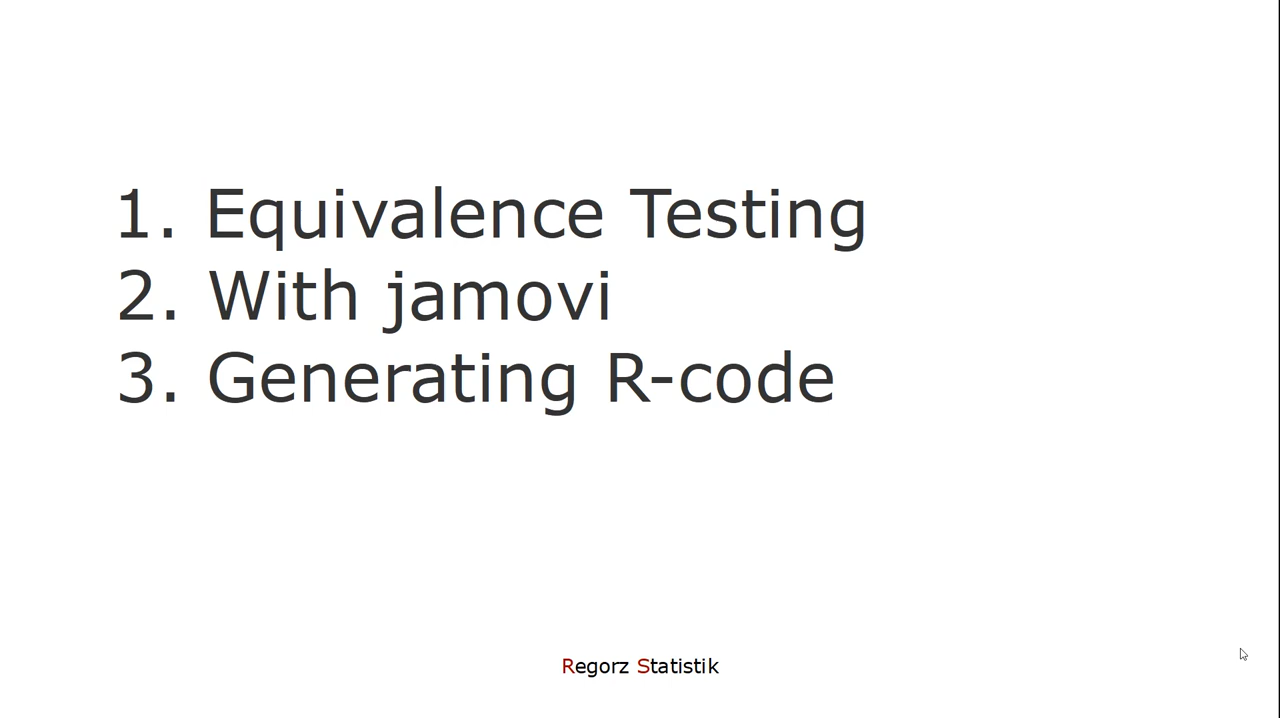 1. Equivalence Testing
2. With jamovi
3. Generating R-code
Regorz Statistik